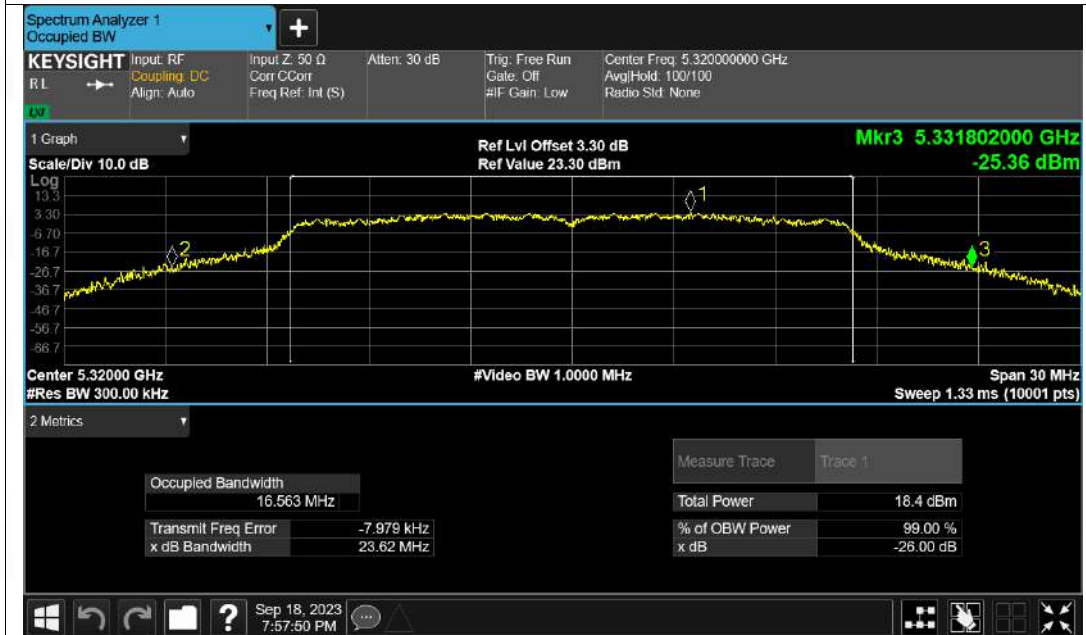 Spectrum Analyzer 1
Occupied BW
+
KEYSIGHT
R L
LXI
Input: RF
Coupling: DC
Align: Auto
Input Z: 50 Ω
Corr CCorr
Freq Ref: Int (S)
Atten: 30 dB
Trig: Free Run
Gate: Off
#IF Gain: Low
Center Freq: 5.320000000 GHz
Avg|Hold: 100/100
Radio Std: None
1 Graph
Scale/Div 10.0 dB
Ref Lvl Offset 3.30 dB
Ref Value 23.30 dBm
Mkr3 5.331802000 GHz
-25.36 dBm
Log
13.3
3.30
-6.70
-16.7
-26.7
-36.7
-46.7
-56.7
-66.7
1
2
3
Center 5.32000 GHz
#Res BW 300.00 kHz
#Video BW 1.0000 MHz
Span 30 MHz
Sweep 1.33 ms (10001 pts)
2 Metrics
Measure Trace Trace 1
Occupied Bandwidth
16.563 MHz
Total Power 18.4 dBm
Transmit Freq Error -7.979 kHz
% of OBW Power 99.00 %
x dB Bandwidth 23.62 MHz
x dB -26.00 dB
?
Sep 18, 2023
7:57:50 PM